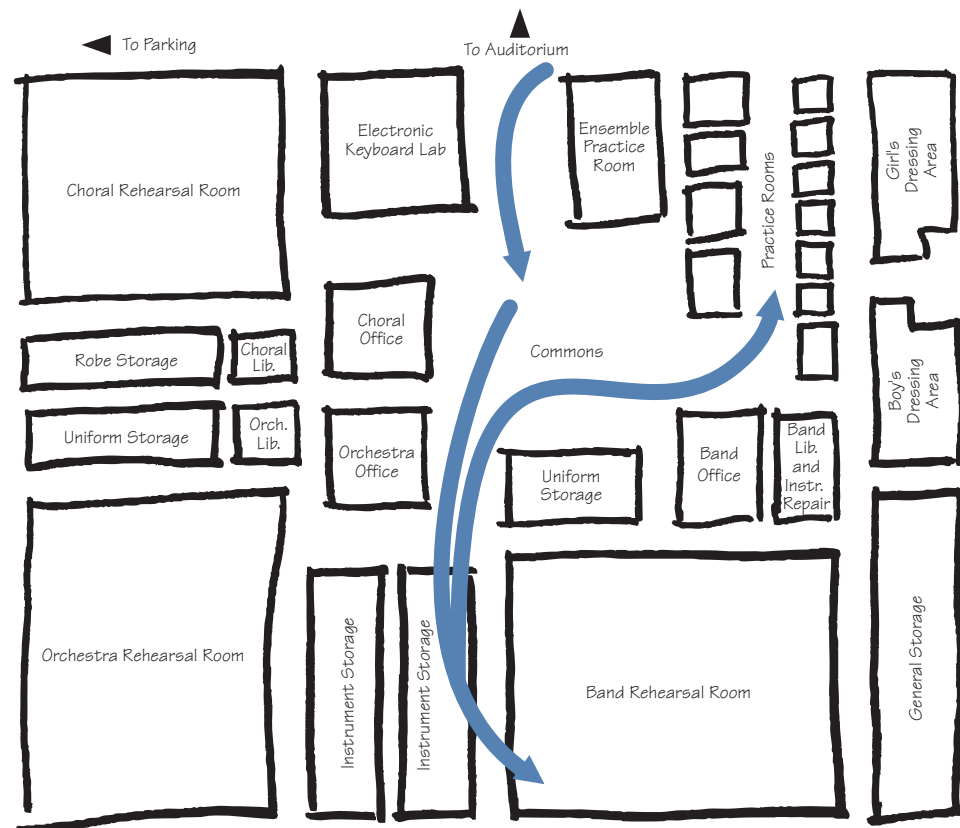 To Parking
To Auditorium
Electronic
Keyboard Lab
Ensemble
Practice
Room
Choral Rehearsal Room
Practice Rooms
Girl's
Dressing
Area
Choral
Office
Commons
Robe Storage
Choral
Lib.
Boy's
Dressing
Area
Uniform Storage
Orch.
Lib.
Orchestra
Office
Uniform
Storage
Band
Office
Band
Lib.
and
Instr.
Repair
Orchestra Rehearsal Room
Instrument Storage
Instrument Storage
Band Rehearsal Room
General Storage